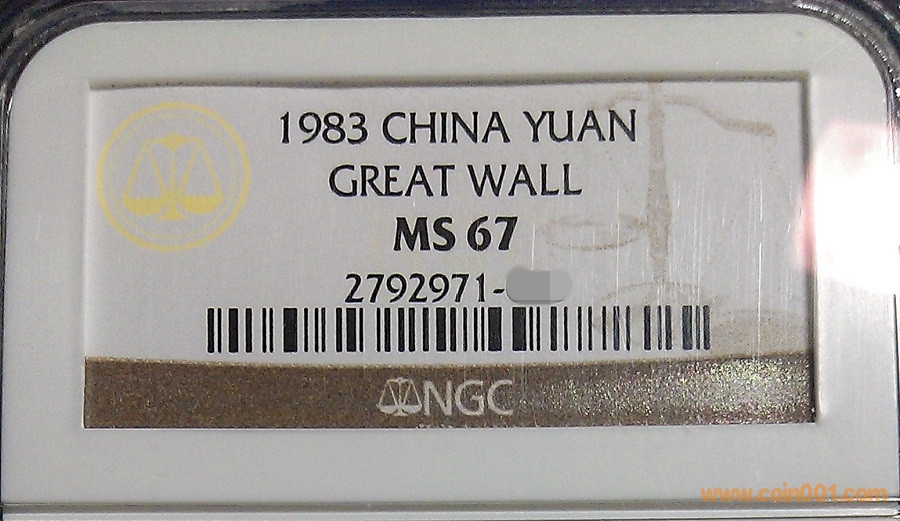 1983 CHINA YUAN
GREAT WALL
MS 67
2792971-
NGC
www.coin001.com